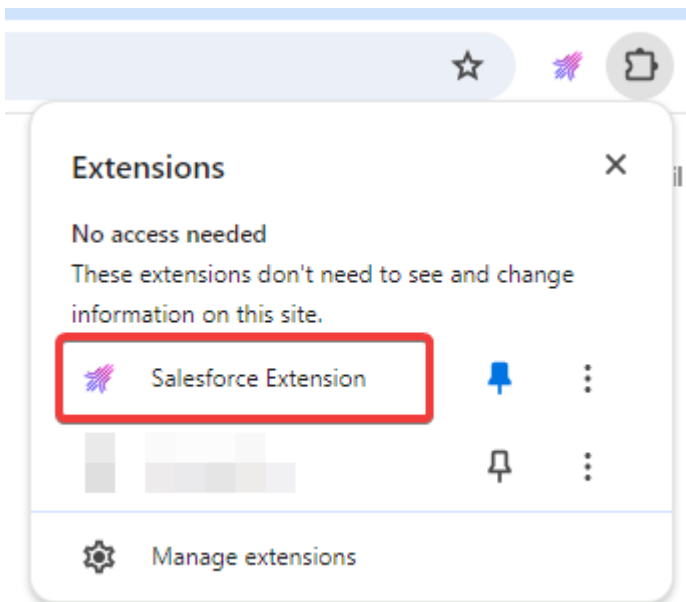 Extensions
il
No access needed
These extensions don't need to see and change
information on this site.
Salesforce Extension
Manage extensions